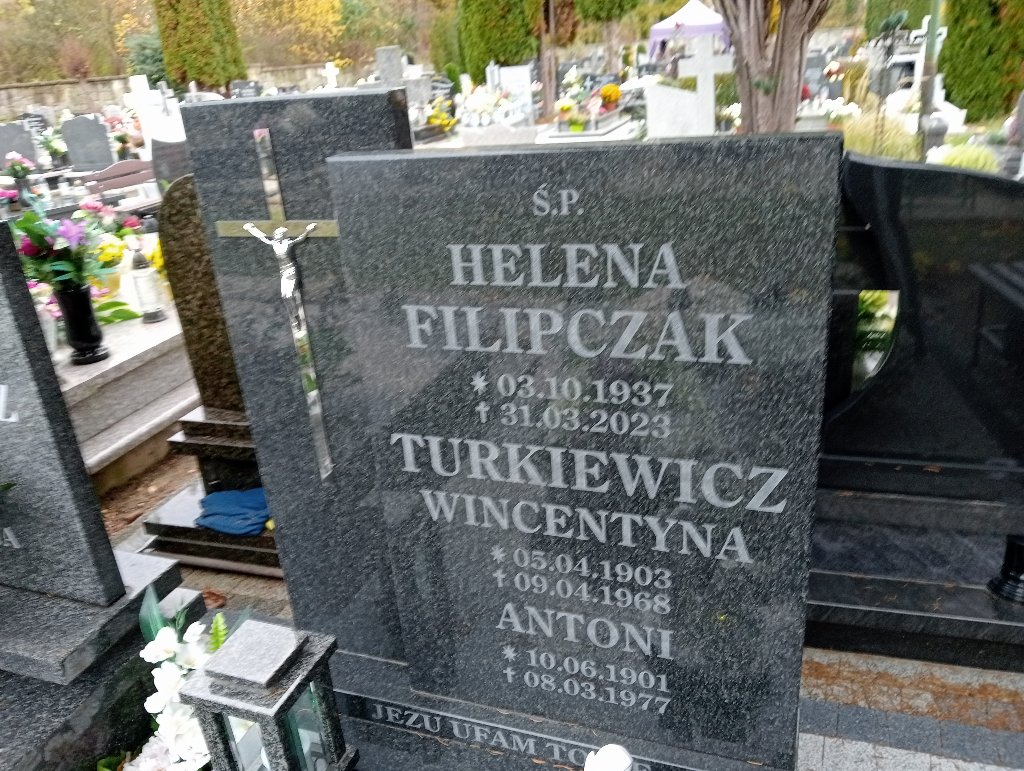 Ś.P.
HELENA
FILIPCZAK
* 03.10.1937
† 31.03.2023
TURKIEWICZ
WINCENTYNA
* 05.04.1903
† 09.04.1968
ANTONI
* 10.06.1901
† 08.03.1977
JEZU UFAM